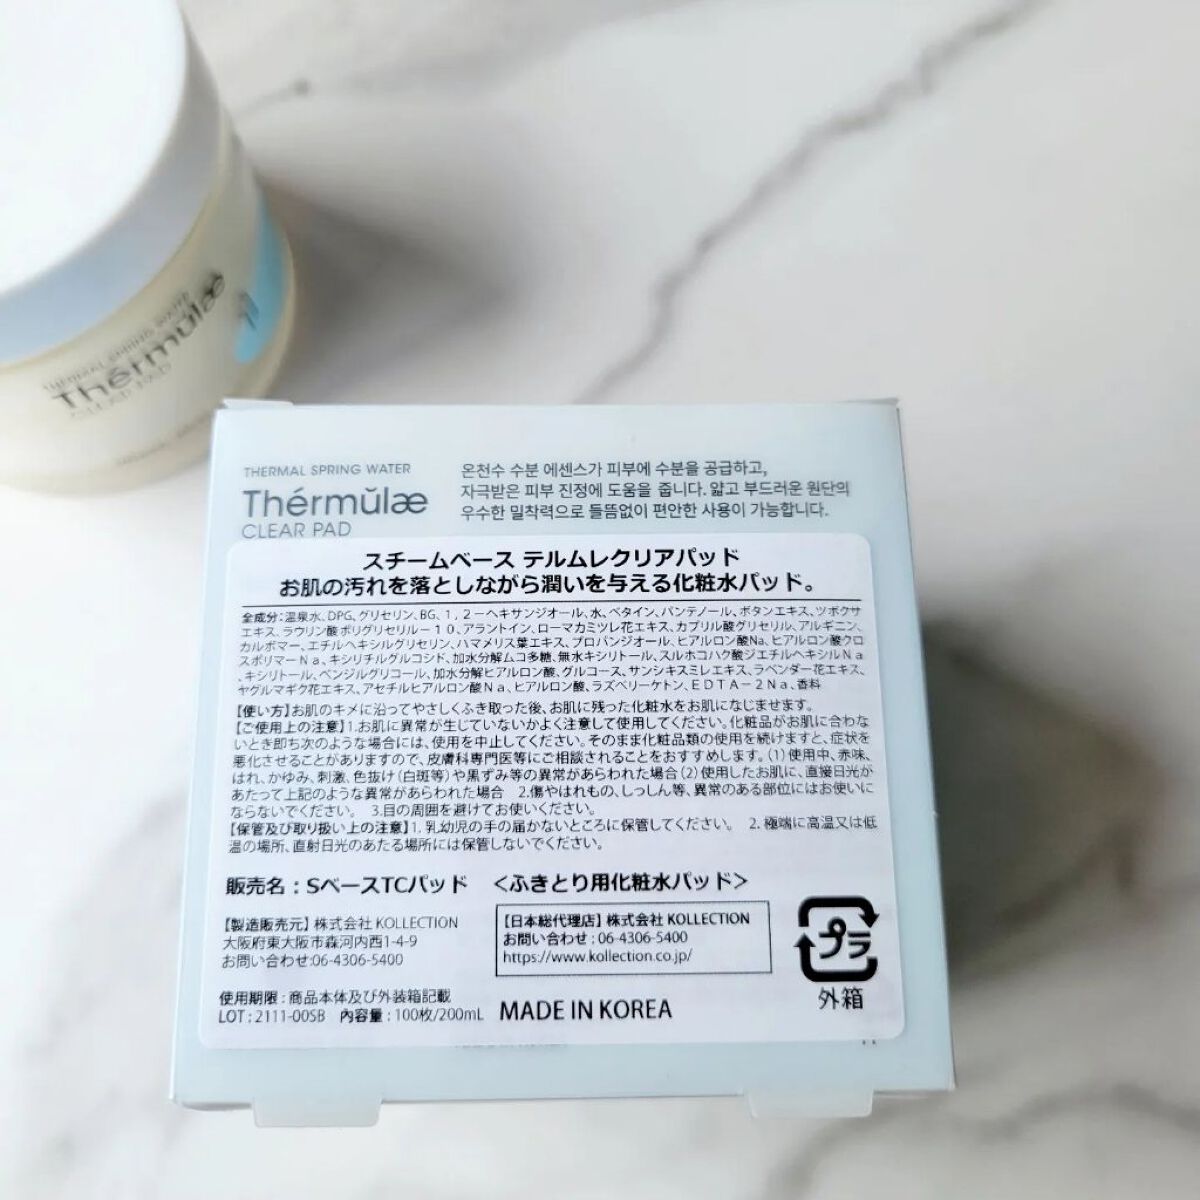 THERMAL SPRING WATER
Thérmŭlæ
CLEAR PAD
THERMAL SPRING WATER
Thérmŭlæ
CLEAR PAD
온천수 수분 에센스가 피부에 수분을 공급하고,
자극받은 피부 진정에 도움을 줍니다. 얇고 부드러운 원단의
우수한 밀착력으로 들뜸없이 편안한 사용이 가능합니다.
スチームベース テルムレクリアパッド
お肌の汚れを落としながら潤いを与える化粧水パッド。
全成分：温泉水、DPG、グリセリン、BG、１，２－ヘキサンジオール、水、ベタイン、パンテノール、ボタンエキス、ツボクサ
エキス、ラウリン酸ポリグリセリル－１０、アラントイン、ローマカミツレ花エキス、カプリル酸グリセリル、アルギニン、
カルボマー、エチルヘキシルグリセリン、ハマメリス葉エキス、プロパンジオール、ヒアルロン酸Na、ヒアルロン酸クロ
スポリマーＮａ、キシリチルグルコシド、加水分解ムコ多糖、無水キシリトール、スルホコハク酸ジエチルヘキシルＮａ
、キシリトール、ペンジルグリコール、加水分解ヒアルロン酸、グルコース、サンシキスミレエキス、ラベンダー花エキス、
ヤグルマギク花エキス、アセチルヒアルロン酸Ｎａ、ヒアルロン酸、ラズベリーケトン、ＥＤＴＡ－２Ｎａ、香料
【使い方】お肌のキメに沿ってやさしくふき取った後、お肌に残った化粧水をお肌になじませます。
【ご使用上の注意】1.お肌に異常が生じていないかよく注意して使用してください。化粧品がお肌に合わな
いとき即ち次のような場合には、使用を中止してください。そのまま化粧品類の使用を続けますと、症状を
悪化させることがありますので、皮膚科専門医等にご相談されることをおすすめします。(1)使用中、赤味、
はれ、かゆみ、刺激、色抜け(白斑等)や黒ずみ等の異常があらわれた場合(2)使用したお肌に、直接日光が
あたって上記のような異常があらわれた場合　2.傷やはれもの、しっしん等、異常のある部位にはお使いに
ならないでください。　3.目の周囲を避けてお使いください。
【保管及び取り扱い上の注意】1. 乳幼児の手の届かないところに保管してください。　2. 極端に高温又は低
温の場所、直射日光のあたる場所には保管しないでください。
販売名：SベースTCパッド　＜ふきとり用化粧水パッド＞
【製造販売元】株式会社 KOLLECTION
大阪府東大阪市森河内西1-4-9
お問い合わせ:06-4306-5400
【日本総代理店】株式会社 KOLLECTION
お問い合わせ：06-4306-5400
https://www.kollection.co.jp/
プラ
外箱
使用期限：商品本体及び外装箱記載
LOT：2111-00SB　内容量：100枚/200mL
MADE IN KOREA